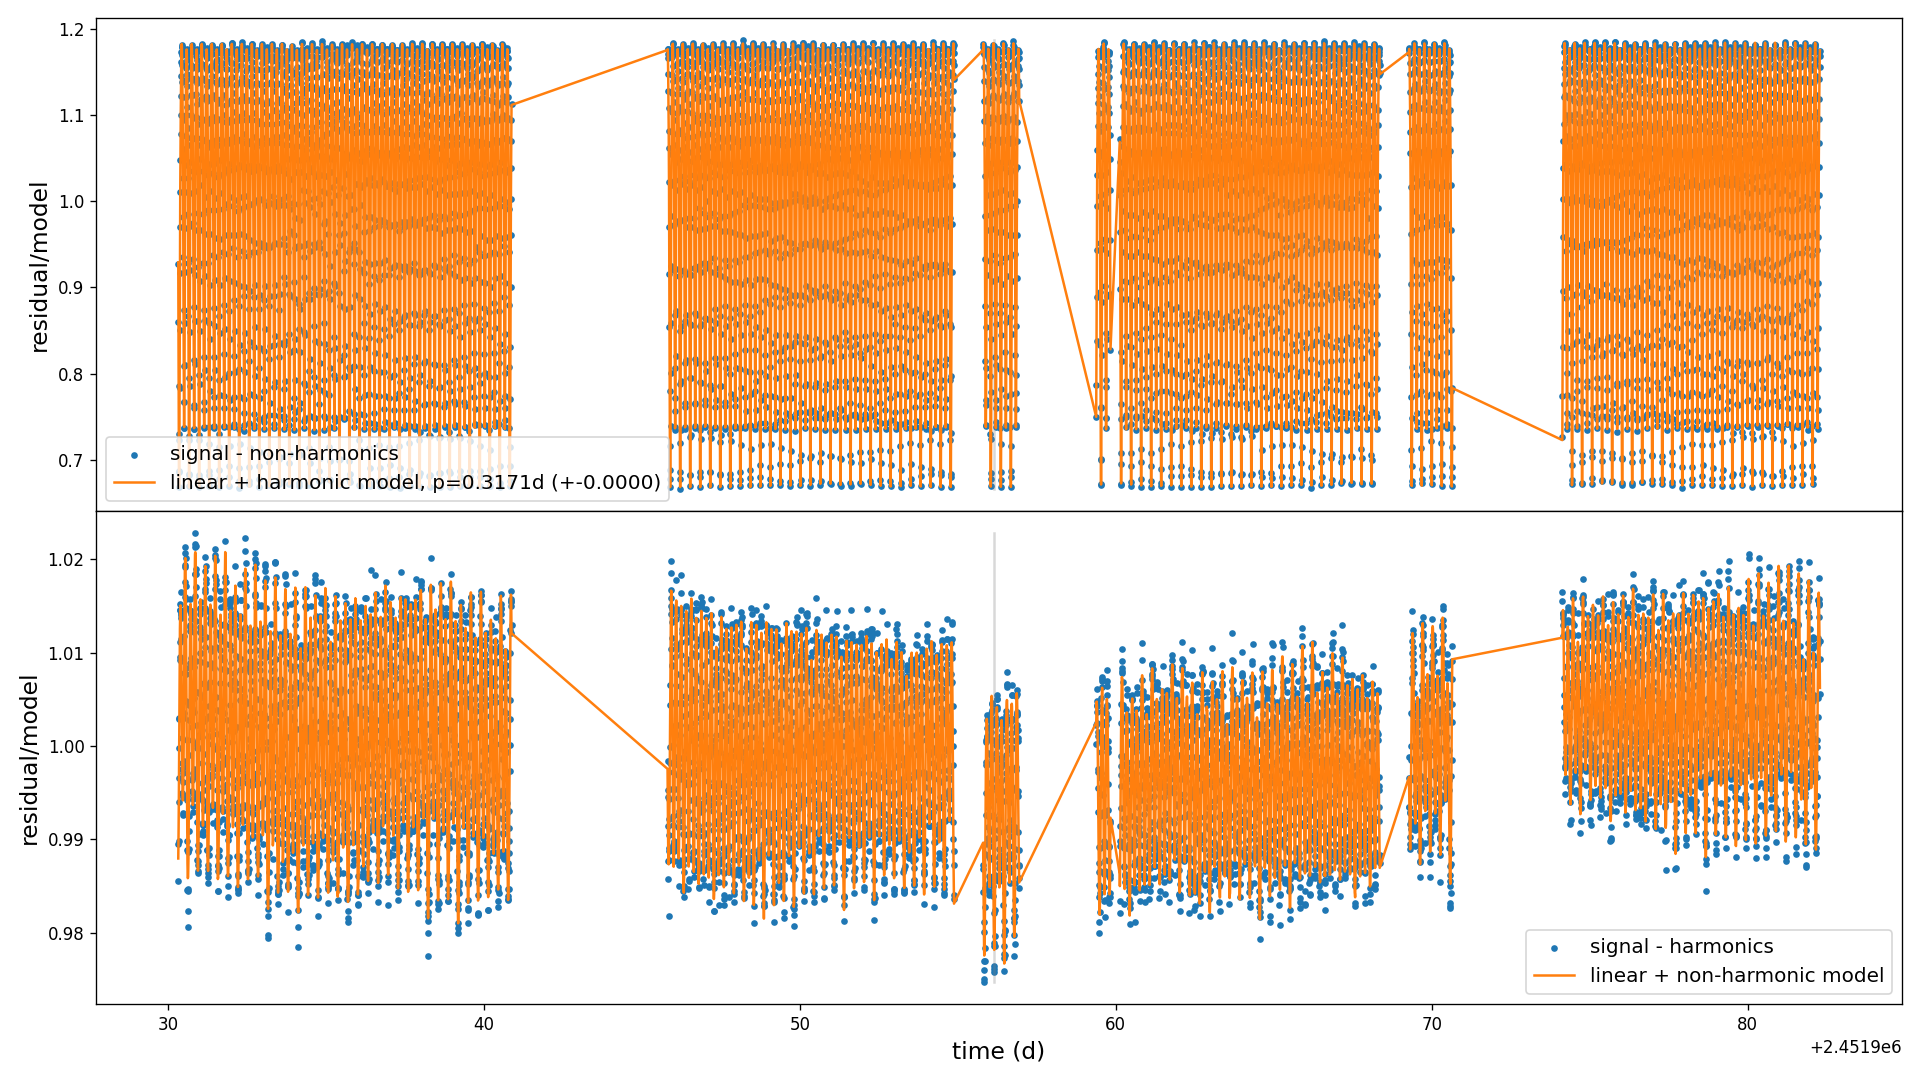 1.2
1.1
1.0
0.9
0.8
0.7
residual/model
signal - non-harmonics
linear + harmonic model, p=0.3171d (+-0.0000)
1.02
1.01
1.00
0.99
0.98
residual/model
signal - harmonics
linear + non-harmonic model
30 40 50 60 70 80
time (d)
+2.4519e6